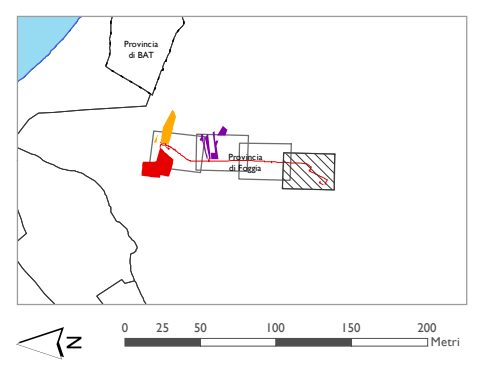 Provincia
di BAT
Provincia
di Foggia
N
0 25 50 100 150 200
Metri